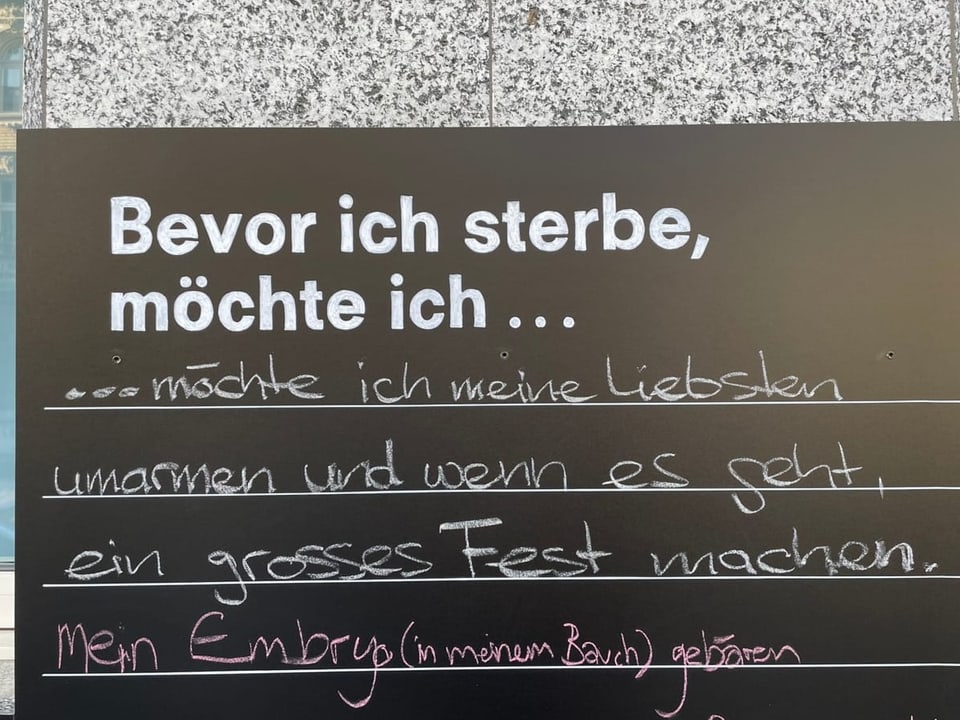 Bevor ich sterbe,
möchte ich ...
...möchte ich meine Liebsten
umarmen und wenn es geht,
ein grosses Fest machen.
Mein Embryo (in meinem Bauch) gebären